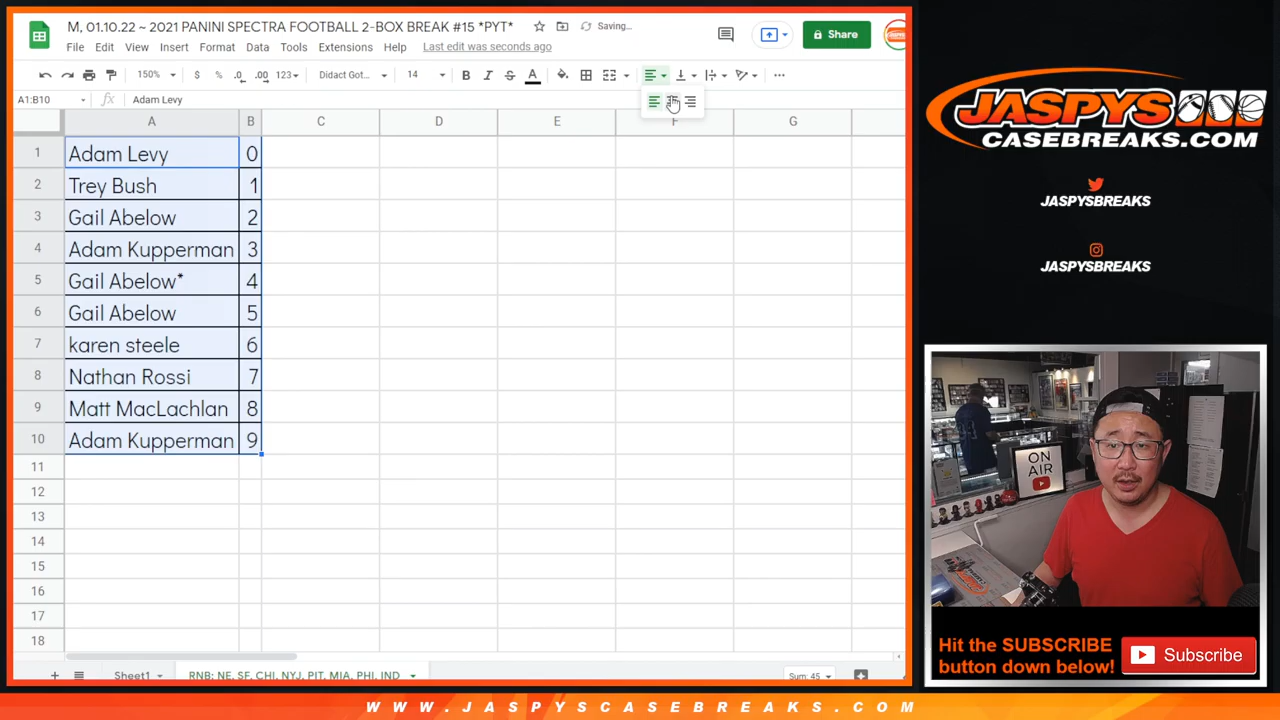 M, 01.10.22 ~ 2021 PANINI SPECTRA FOOTBALL 2-BOX BREAK #15 *PYT*
Saving...
File Edit View Insert Format Data Tools Extensions Help Last edit was seconds ago
Share
150% $ % .0 .00 123 Didact Got... 14 B I S A
A1:B10 fx Adam Levy
A B C D E F G
1 Adam Levy 0
2 Trey Bush 1
3 Gail Abelow 2
4 Adam Kupperman 3
5 Gail Abelow* 4
6 Gail Abelow 5
7 karen steele 6
8 Nathan Rossi 7
9 Matt MacLachlan 8
10 Adam Kupperman 9
11
12
13
14
15
16
17
18
Sheet1 RNB: NE, SF, CHI, NYJ, PIT, MIA, PHI, IND Sum: 45
JASPYS
CASEBREAKS.COM
JASPYSBREAKS
JASPYSBREAKS
ON
AIR
Hit the SUBSCRIBE
button down below!
Subscribe
WWW.JASPYSCASEBREAKS.COM